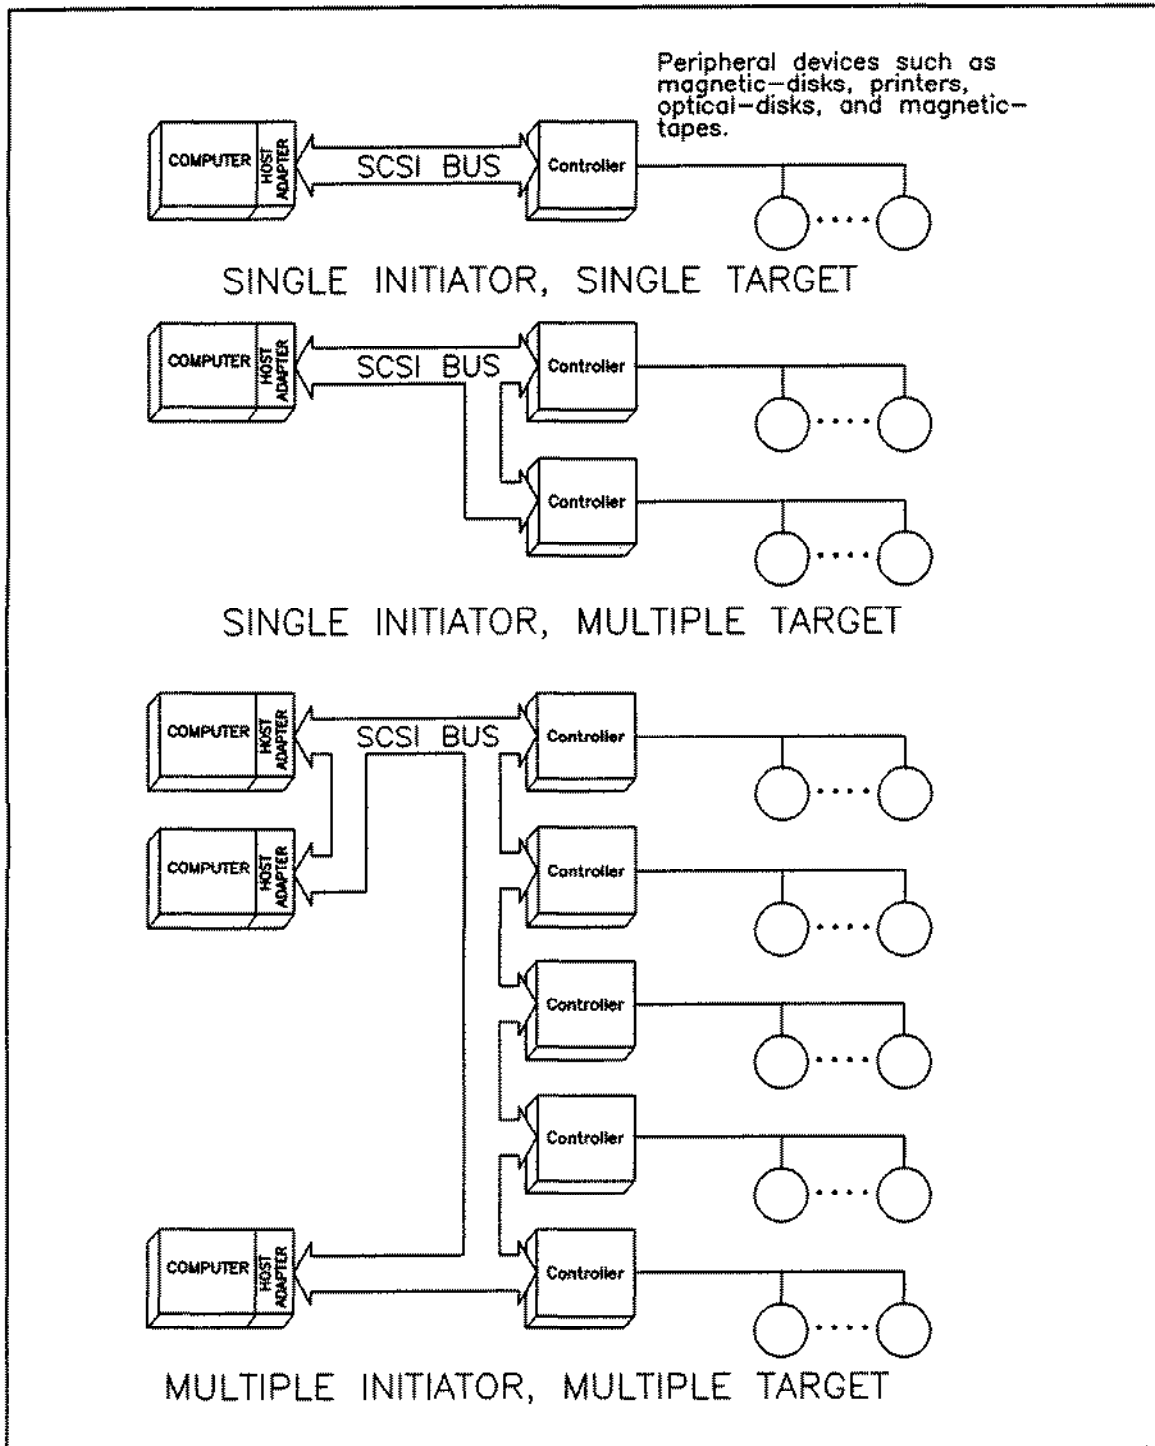 Peripheral devices such as
magnetic-disks, printers,
optical-disks, and magnetic-
tapes.
COMPUTER
HOST
ADAPTER
SCSI BUS
Controller
SINGLE INITIATOR, SINGLE TARGET
COMPUTER
HOST
ADAPTER
SCSI BUS
Controller
Controller
SINGLE INITIATOR, MULTIPLE TARGET
COMPUTER
HOST
ADAPTER
SCSI BUS
Controller
COMPUTER
HOST
ADAPTER
Controller
Controller
Controller
COMPUTER
HOST
ADAPTER
Controller
MULTIPLE INITIATOR, MULTIPLE TARGET